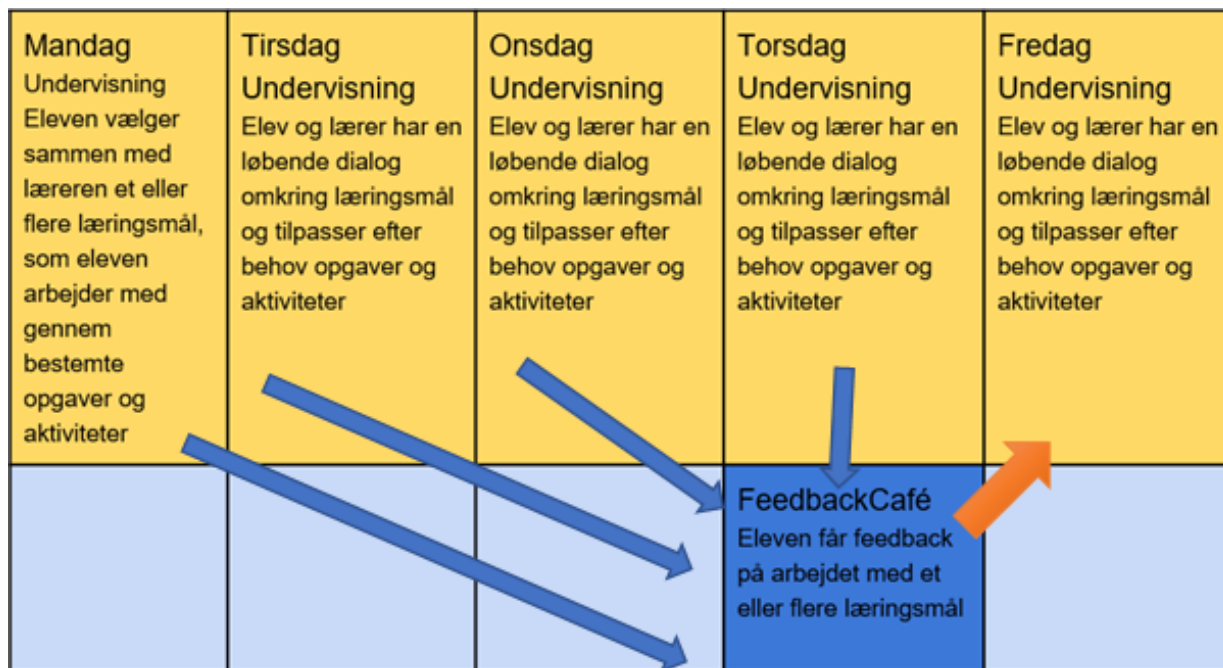 Mandag
Undervisning
Eleven vælger
sammen med
læreren et eller
flere læringsmål,
som eleven
arbejder med
gennem
bestemte
opgaver og
aktiviteter
Tirsdag
Undervisning
Elev og lærer har en
løbende dialog
omkring læringsmål
og tilpasser efter
behov opgaver og
aktiviteter
Onsdag
Undervisning
Elev og lærer har en
løbende dialog
omkring læringsmål
og tilpasser efter
behov opgaver og
aktiviteter
Torsdag
Undervisning
Elev og lærer har en
løbende dialog
omkring læringsmål
og tilpasser efter
behov opgaver og
aktiviteter
Fredag
Undervisning
Elev og lærer har en
løbende dialog
omkring læringsmål
og tilpasser efter
behov opgaver og
aktiviteter
FeedbackCafé
Eleven får feedback
på arbejdet med et
eller flere læringsmål